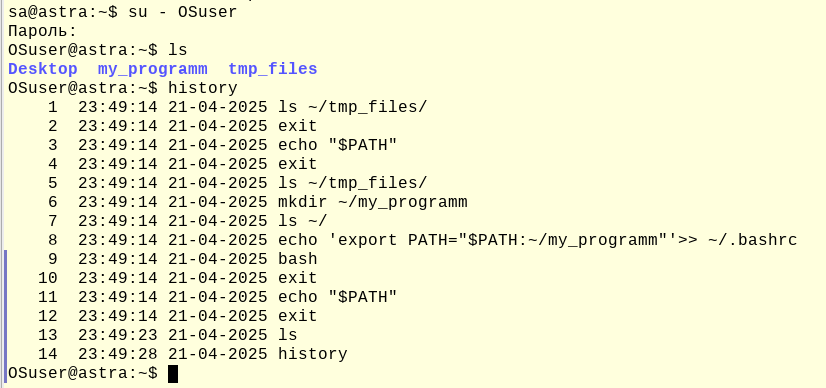 sa@astra:~$ su - OSuser
Пароль:
OSuser@astra:~$ ls
Desktop  my_programm  tmp_files
OSuser@astra:~$ history
    1  23:49:14 21-04-2025 ls ~/tmp_files/
    2  23:49:14 21-04-2025 exit
    3  23:49:14 21-04-2025 echo "$PATH"
    4  23:49:14 21-04-2025 exit
    5  23:49:14 21-04-2025 ls ~/tmp_files/
    6  23:49:14 21-04-2025 mkdir ~/my_programm
    7  23:49:14 21-04-2025 ls ~/
    8  23:49:14 21-04-2025 echo 'export PATH="$PATH:~/my_programm"'>> ~/.bashrc
    9  23:49:14 21-04-2025 bash
   10  23:49:14 21-04-2025 exit
   11  23:49:14 21-04-2025 echo "$PATH"
   12  23:49:14 21-04-2025 exit
   13  23:49:23 21-04-2025 ls
   14  23:49:28 21-04-2025 history
OSuser@astra:~$